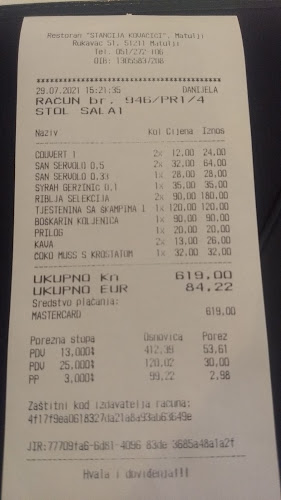 Restoran "STANCIJA KOVACICI", Matulji
Rukavac 51, 51211 Matulji
Tel. 051/272 106
OIB: 13055837208
29.07.2021 15:21:35 DANIJELA
RACUN br. 946/PR1/4
STOL SALA1
Naziv Kol Cijena Iznos
COUVERT 1 2x 12,00 24,00
SAN SERVOLO 0.5 2x 32,00 64,00
SAN SERVOLO 0.33 1x 28,00 28,00
SYRAH GERZINIC 0.1 1x 35,00 35,00
RIBLJA SELEKCIJA 2x 90,00 180,00
TJESTENINA SA SKAMPIMA 1 1x 120,00 120,00
BOSKARIN KOLJENICA 1x 90,00 90,00
PRILOG 1x 20,00 20,00
KAVA 2x 13,00 26,00
COKO MUSS S KROSTATOM 1x 32,00 32,00
UKUPNO Kn 619,00
UKUPNO EUR 84,22
Sredstvo plaćanja:
MASTERCARD 619,00
Porezna stopa Osnovica Porez
PDV 13,000% 412,39 53,61
PDV 25,000% 120,02 30,00
PP 3,000% 99,22 2,98
Zaštitni kod izdavatelja računa:
Hvala i doviđenja!!!